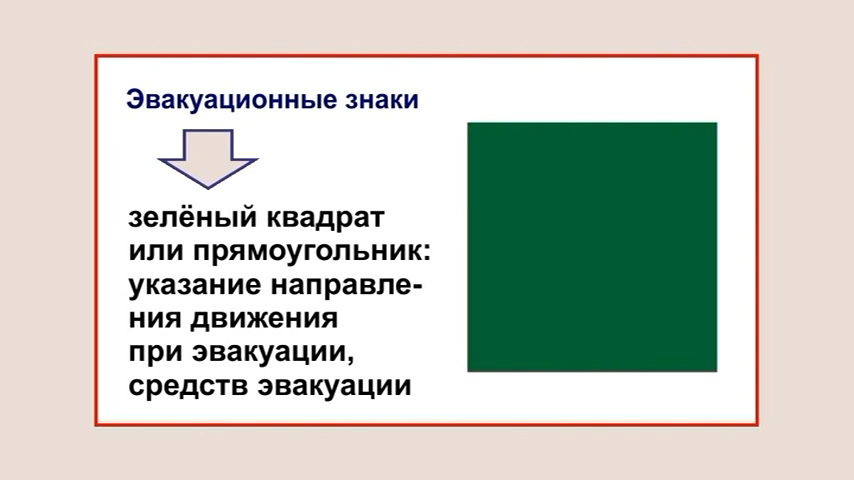 Эвакуационные знаки
зелёный квадрат
или прямоугольник:
указание направле-
ния движения
при эвакуации,
средств эвакуации